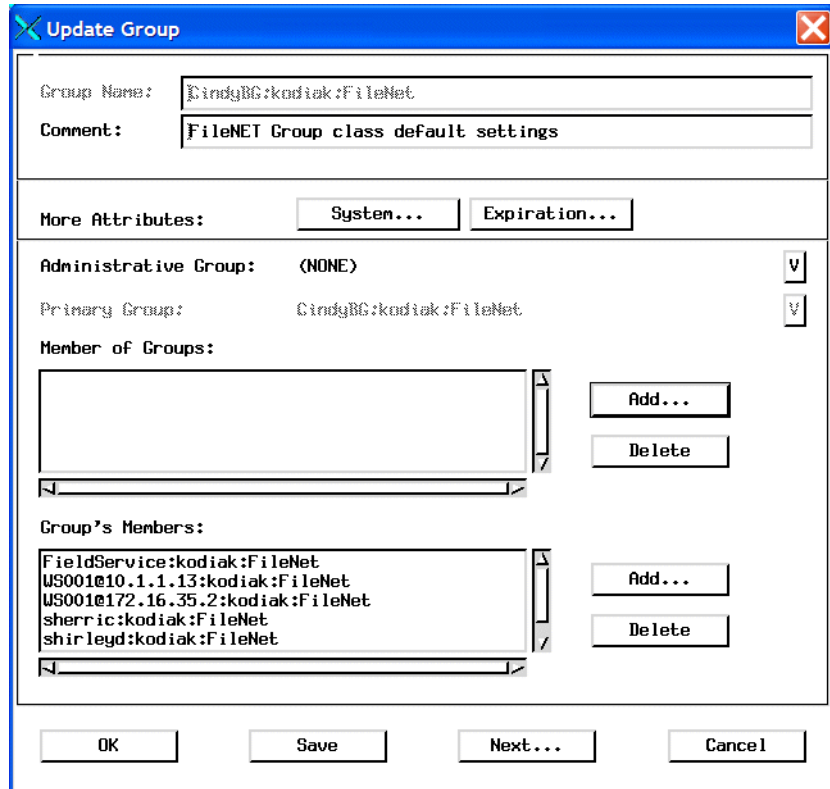 Update Group
Group Name: CindyBG:kodiak:FileNet
Comment: FileNET Group class default settings
More Attributes: System... Expiration...
Administrative Group: (NONE) V
Primary Group: CindyBG:kodiak:FileNet V
Member of Groups:
Add...
Delete
Group's Members:
FieldService:kodiak:FileNet
WS001@10.1.1.13:kodiak:FileNet
WS001@172.16.35.2:kodiak:FileNet
sherric:kodiak:FileNet
shirleyd:kodiak:FileNet
Add...
Delete
OK Save Next... Cancel